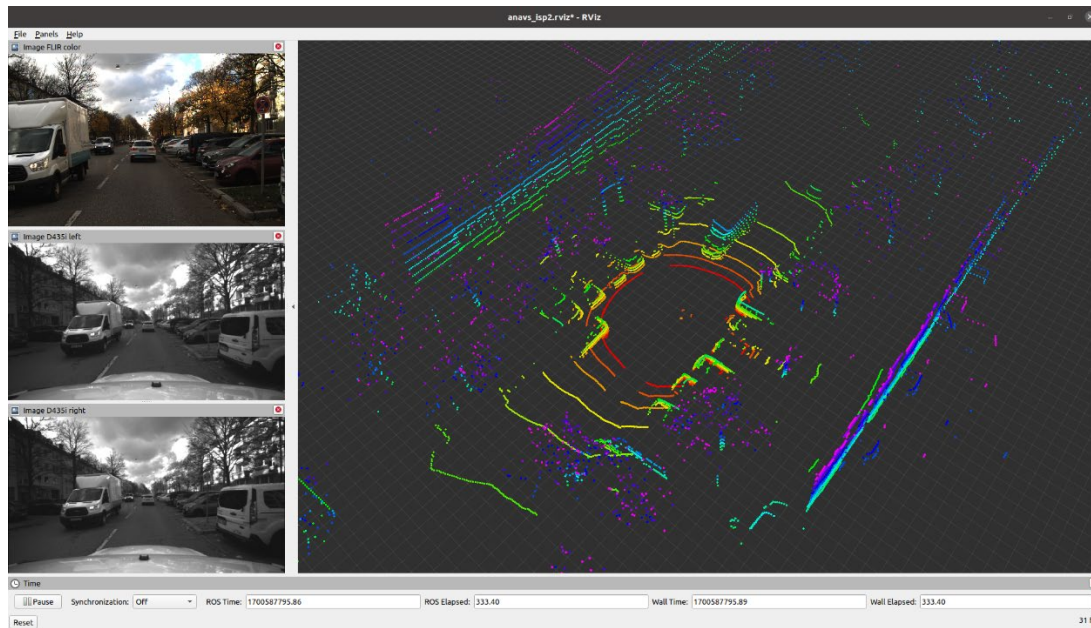 anavs_isp2.rviz* - RViz
File Panels Help
Image FLIR color
Image D435i left
Image D435i right
Time
Pause Synchronization: Off ROS Time: 1700587795.86 ROS Elapsed: 333.40 Wall Time: 1700587795.89 Wall Elapsed: 333.40
Reset